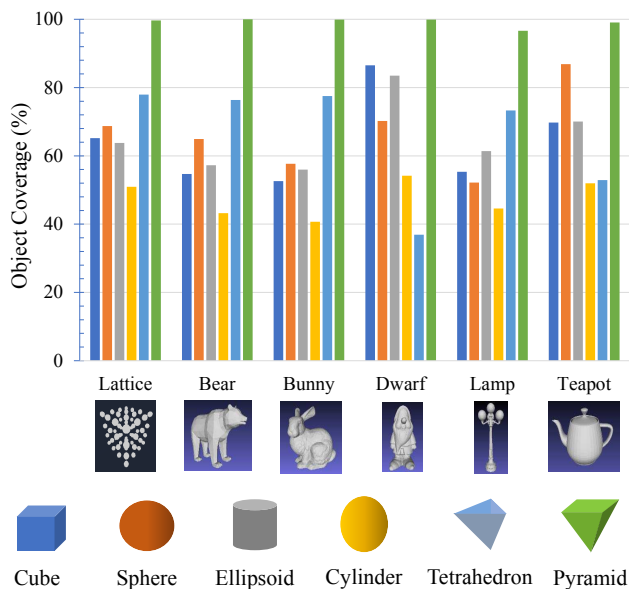 Object Coverage (%)
100
80
60
40
20
0
Lattice Bear Bunny Dwarf Lamp Teapot
Cube Sphere Ellipsoid Cylinder Tetrahedron Pyramid